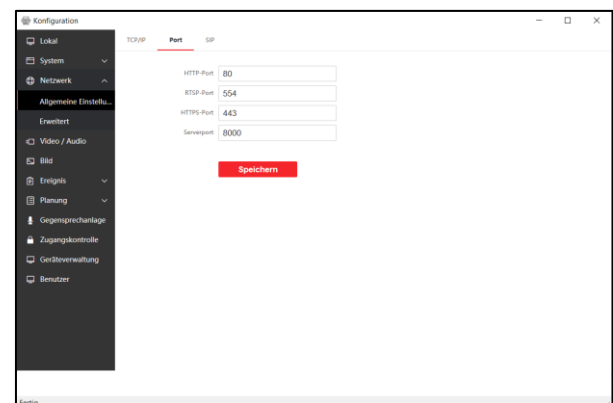 Konfiguration
Lokal
System
Netzwerk
Allgemeine Einstellu...
Erweitert
Video / Audio
Bild
Ereignis
Planung
Gegensprechanlage
Zugangskontrolle
Geräteverwaltung
Benutzer
TCP/IP Port SIP
HTTP-Port 80
RTSP-Port 554
HTTPS-Port 443
Serverport 8000
Speichern
Fertig